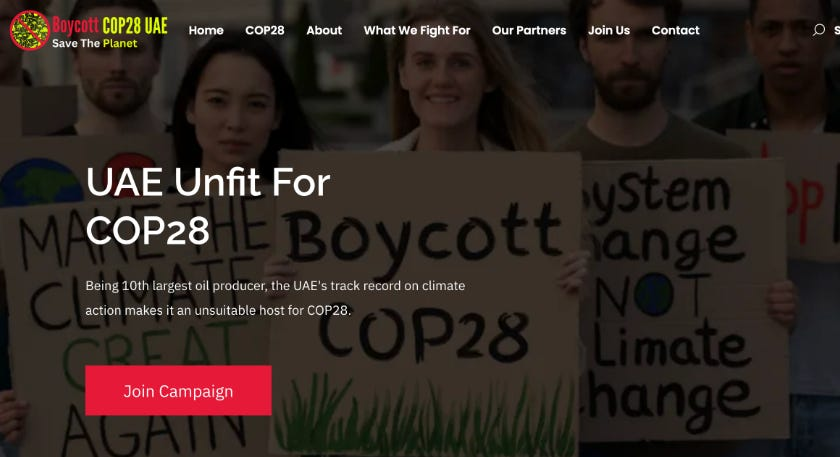 Boycott COP28 UAE
Save The Planet
Home COP28 About What We Fight For Our Partners Join Us Contact
UAE Unfit For
COP28
Being 10th largest oil producer, the UAE's track record on climate
action makes it an unsuitable host for COP28.
Join Campaign
MAKE THE
CLIMATE
GREAT
AGAIN
Boycott
COP28
ystem
hange
NOT
limate
hange
op